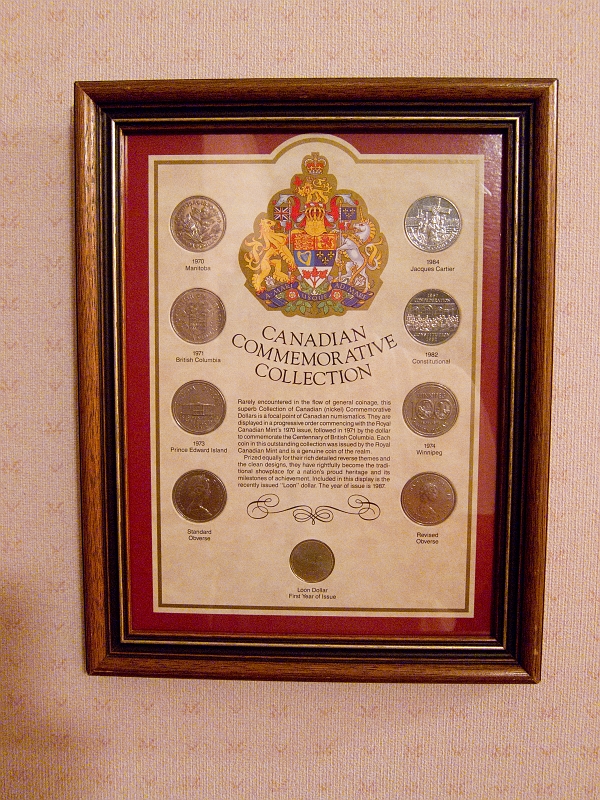 A MARI
USQUE
AD MARE
1970
Manitoba
1984
Jacques Cartier
1971
British Columbia
1982
Constitutional
CANADIAN
COMMEMORATIVE
COLLECTION
1973
Prince Edward Island
1974
Winnipeg
Rarely encountered in the flow of general coinage, this
superb Collection of Canadian (nickel) Commemorative
Dollars is a focal point of Canadian numismatics. They are
displayed in a progressive order commencing with the Royal
Canadian Mint's 1970 issue, followed in 1971 by the dollar
to commemorate the Centenary of British Columbia. Each
coin in this outstanding collection was issued by the Royal
Canadian Mint and is a genuine coin of the realm.
Prized equally for their rich detailed reverse themes and
the clean designs, they have rightfully become the tradi-
tional showplace for a nation's proud heritage and its
milestones of achievement. Included in this display is the
recently issued "Loon" dollar. The year of issue is 1987.
Standard
Obverse
Revised
Obverse
Loon Dollar
First Year of Issue